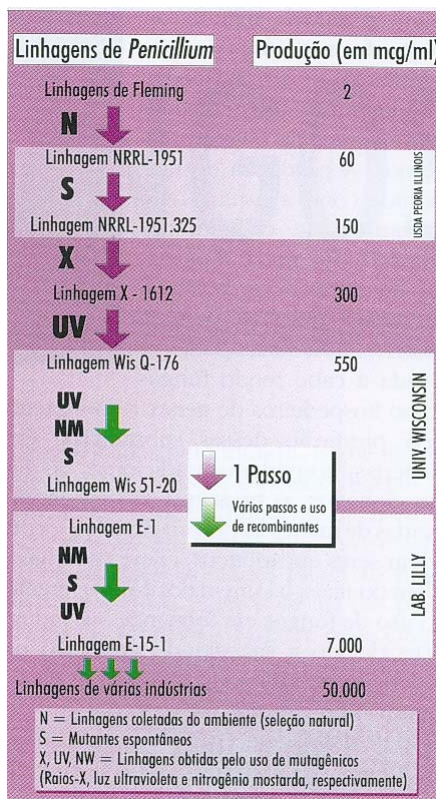 Linhagens de Penicillium Produção (em mcg/ml)
Linhagens de Fleming 2
N
Linhagem NRRL-1951 60
S
Linhagem NRRL-1951.325 150
USDA PEORIA ILLINOIS
X
Linhagem X - 1612 300
UV
Linhagem Wis Q-176 550
UV
NM
S
Linhagem Wis 51-20
UNIV. WISCONSIN
1 Passo
Vários passos e uso
de recombinantes
Linhagem E-1
NM
S
UV
Linhagem E-15-1 7.000
LAB. LILLY
Linhagens de várias indústrias 50.000
N = Linhagens coletadas do ambiente (seleção natural)
S = Mutantes espontâneos
X, UV, NW = Linhagens obtidas pelo uso de mutagênicos
(Raios-X, luz ultravioleta e nitrogênio mostarda, respectivamente)